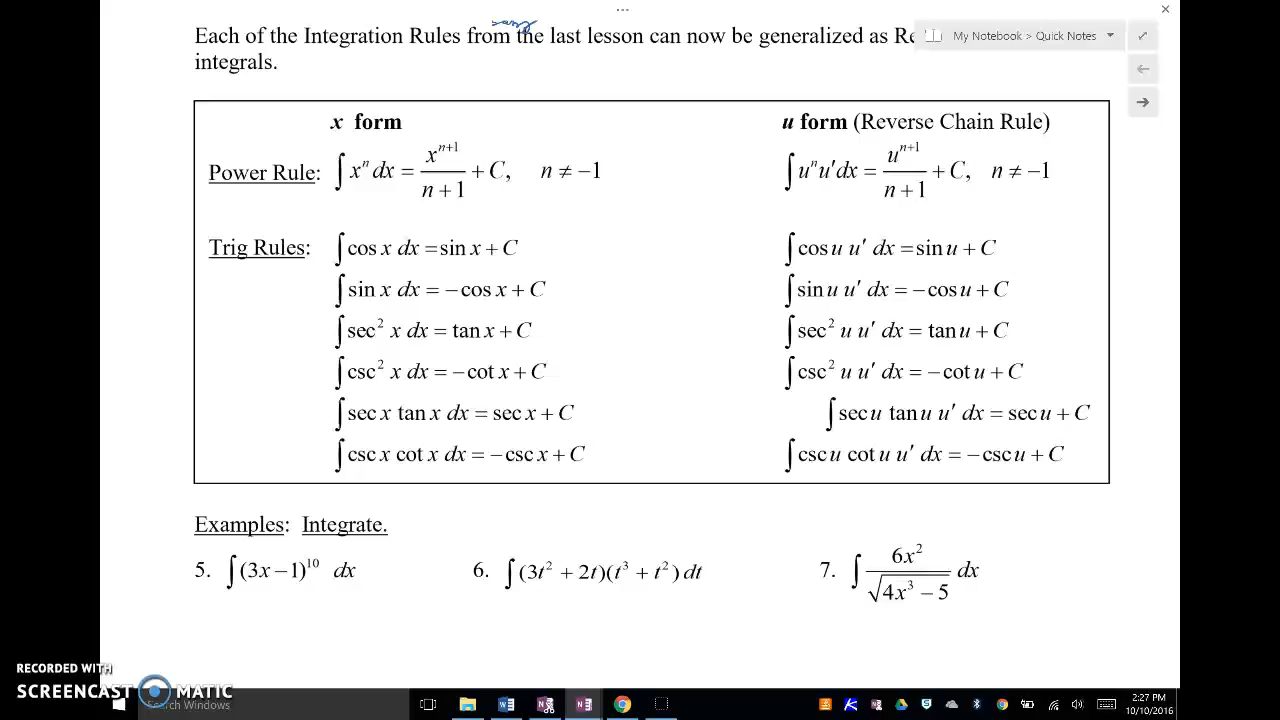 Each of the Integration Rules from the last lesson can now be generalized as Re
integrals.
My Notebook > Quick Notes
x form    u form (Reverse Chain Rule)
Power Rule: ∫ xⁿ dx = xⁿ⁺¹/(n + 1) + C, n ≠ −1    ∫ uⁿ u′ dx = uⁿ⁺¹/(n + 1) + C, n ≠ −1
Trig Rules: ∫ cos x dx = sin x + C    ∫ cos u u′ dx = sin u + C
∫ sin x dx = −cos x + C    ∫ sin u u′ dx = −cos u + C
∫ sec² x dx = tan x + C    ∫ sec² u u′ dx = tan u + C
∫ csc² x dx = −cot x + C    ∫ csc² u u′ dx = −cot u + C
∫ sec x tan x dx = sec x + C    ∫ sec u tan u u′ dx = sec u + C
∫ csc x cot x dx = −csc x + C    ∫ csc u cot u u′ dx = −csc u + C
Examples: Integrate.
5. ∫ (3x − 1)¹⁰ dx    6. ∫ (3t² + 2t)(t³ + t²) dt    7. ∫ 6x²/√(4x³ − 5) dx
RECORDED WITH
SCREENCAST MATIC
Search Windows
2:27 PM
10/10/2016